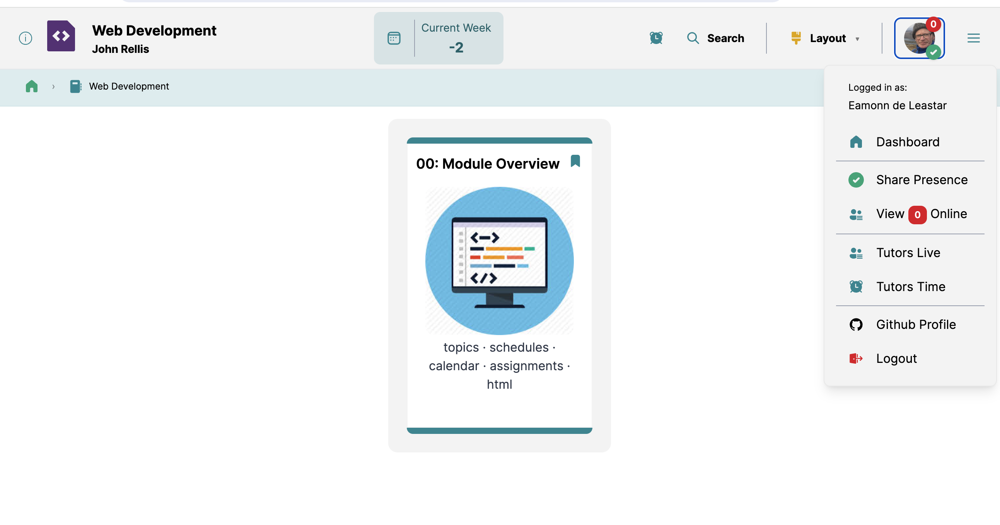 Web Development
John Rellis
Current Week
-2
Search
Layout
0
Web Development
Logged in as:
Eamonn de Leastar
Dashboard
Share Presence
View 0 Online
Tutors Live
Tutors Time
Github Profile
Logout
00: Module Overview
topics · schedules ·
calendar · assignments ·
html